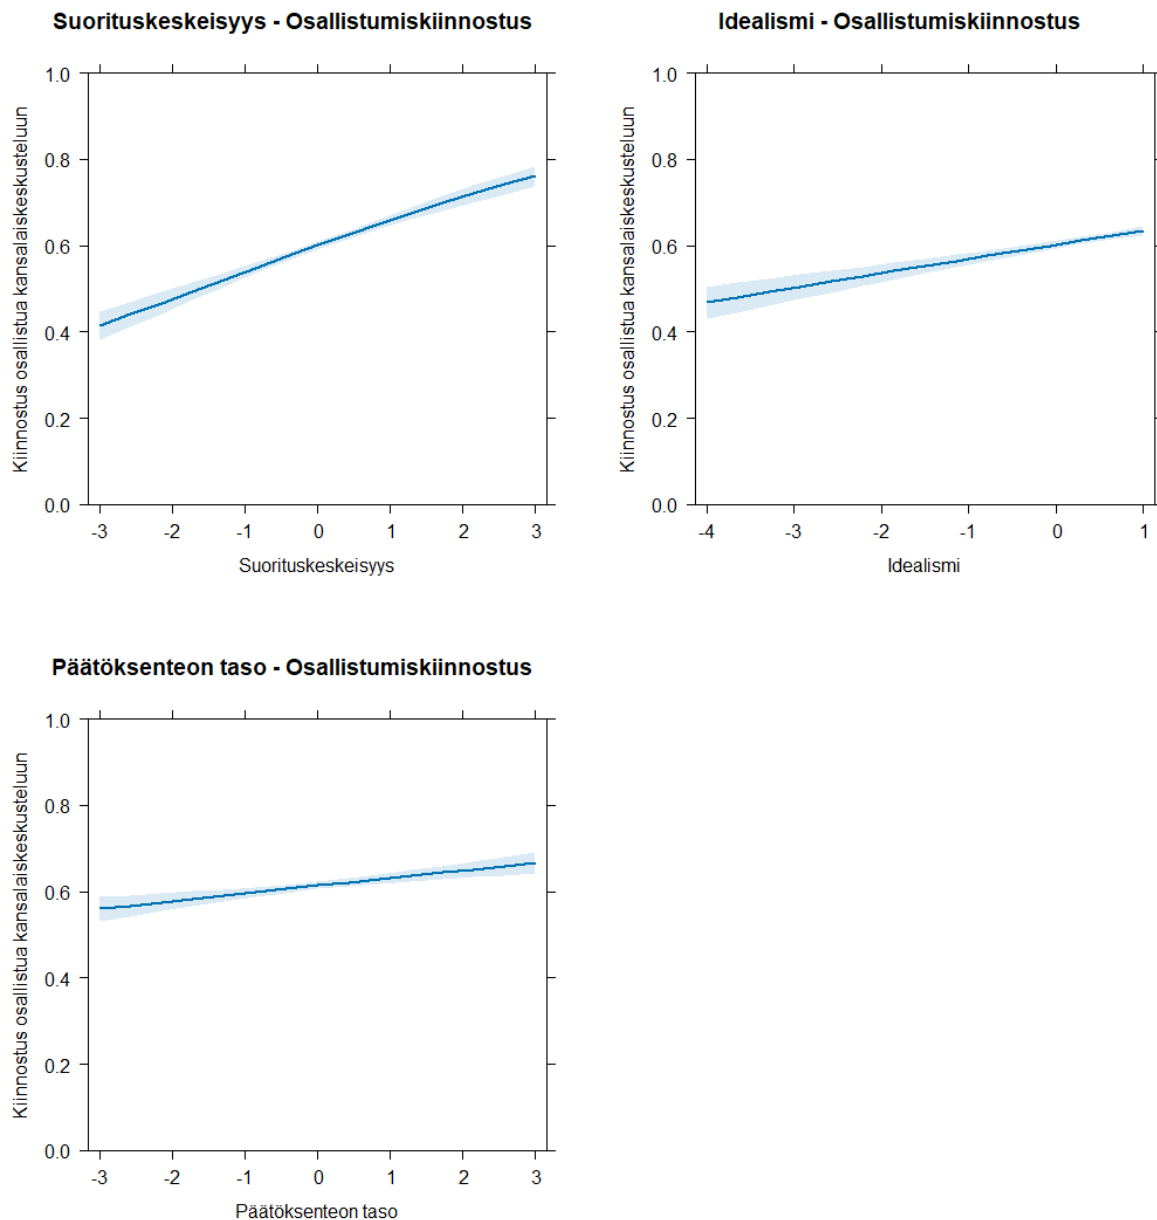 Suorituskeskeisyys - Osallistumiskiinnostus
Kiinnostus osallistua kansalaiskeskusteluun
1.0
0.8
0.6
0.4
0.2
0.0
-3 -2 -1 0 1 2 3
Suorituskeskeisyys
Idealismi - Osallistumiskiinnostus
Kiinnostus osallistua kansalaiskeskusteluun
1.0
0.8
0.6
0.4
0.2
0.0
-4 -3 -2 -1 0 1
Idealismi
Päätöksenteon taso - Osallistumiskiinnostus
Kiinnostus osallistua kansalaiskeskusteluun
1.0
0.8
0.6
0.4
0.2
0.0
-3 -2 -1 0 1 2 3
Päätöksenteon taso